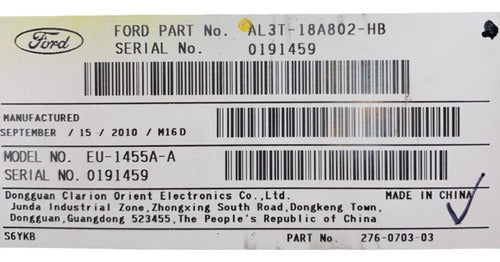 Ford
FORD PART No. AL3T-18A802-HB
SERIAL No. 0191459
MANUFACTURED
SEPTEMBER / 15 / 2010 / M16D
MODEL NO. EU-1455A-A
SERIAL NO. 0191459
Dongguan Clarion Orient Electronics Co.,Ltd. MADE IN CHINA
Junda Industrial Zone,Zhongxing South Road,Dongkeng Town,
Dongguan,Guangdong 523455,The People's Republic of China
S6YKB PART No. 276-0703-03